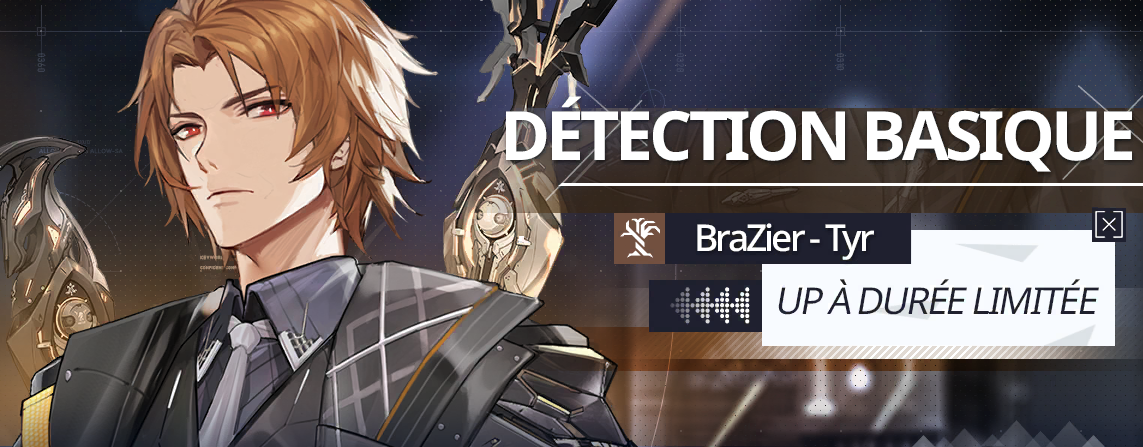 DÉTECTION BASIQUE
BraZier - Tyr
UP À DURÉE LIMITÉE